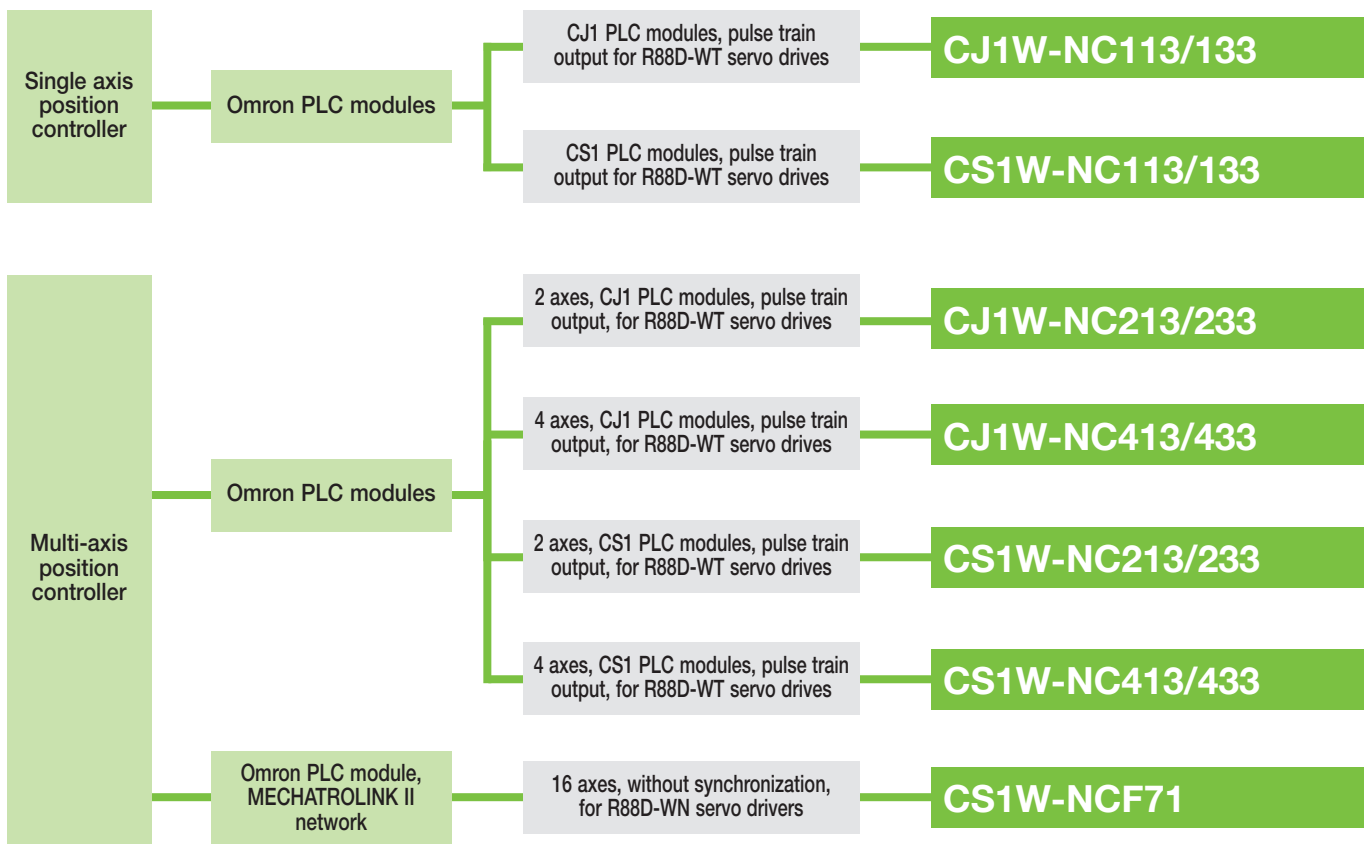 Single axis
position
controller
Omron PLC modules
CJ1 PLC modules, pulse train
output for R88D-WT servo drives
CJ1W-NC113/133
CS1 PLC modules, pulse train
output for R88D-WT servo drives
CS1W-NC113/133
Multi-axis
position
controller
Omron PLC modules
2 axes, CJ1 PLC modules, pulse train
output, for R88D-WT servo drives
CJ1W-NC213/233
4 axes, CJ1 PLC modules, pulse train
output, for R88D-WT servo drives
CJ1W-NC413/433
2 axes, CS1 PLC modules, pulse train
output, for R88D-WT servo drives
CS1W-NC213/233
4 axes, CS1 PLC modules, pulse train
output, for R88D-WT servo drives
CS1W-NC413/433
Omron PLC module,
MECHATROLINK II
network
16 axes, without synchronization,
for R88D-WN servo drivers
CS1W-NCF71